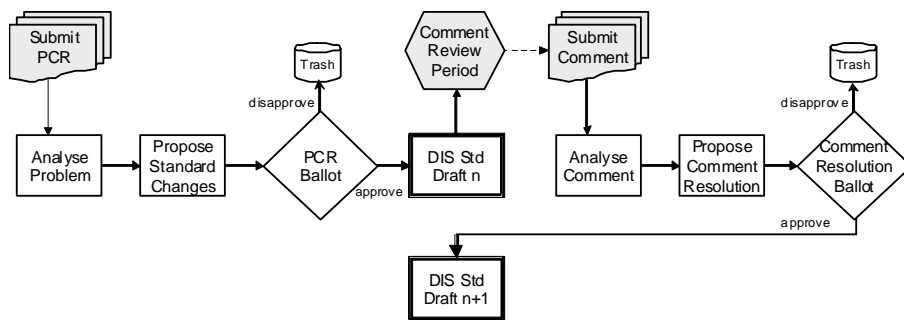 Submit
PCR
Trash
disapprove
Analyse
Problem
Propose
Standard
Changes
PCR
Ballot
approve
DIS Std
Draft n
Comment
Review
Period
Submit
Comment
Analyse
Comment
Propose
Comment
Resolution
Trash
disapprove
Comment
Resolution
Ballot
approve
DIS Std
Draft n+1